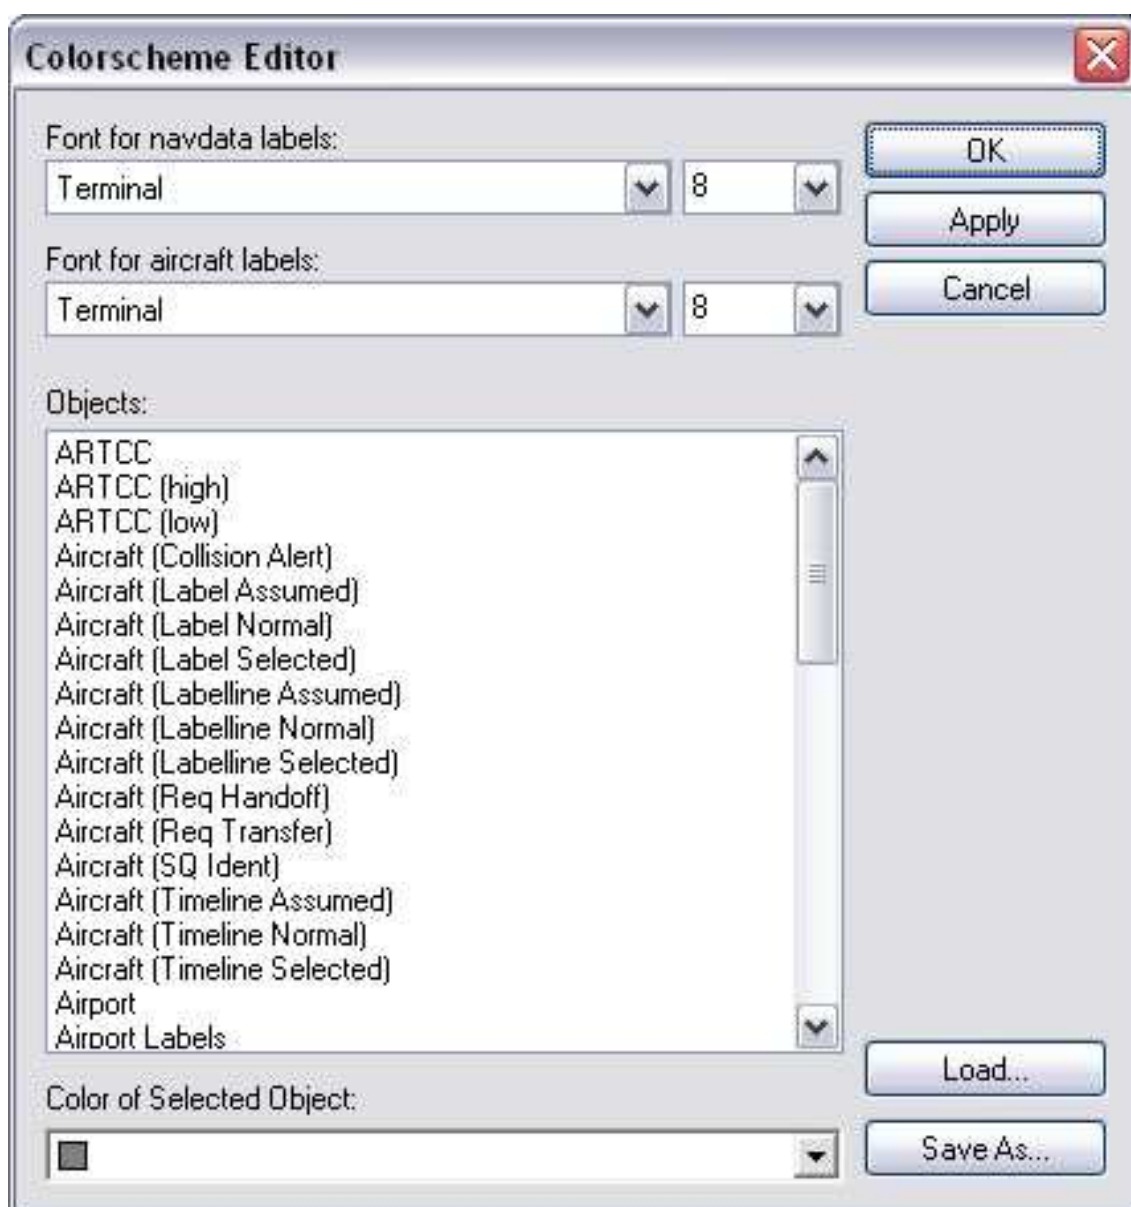 Colorscheme Editor
Font for navdata labels:
Terminal
8
OK
Apply
Font for aircraft labels:
Terminal
8
Cancel
Objects:
ARTCC
ARTCC (high)
ARTCC (low)
Aircraft (Collision Alert)
Aircraft (Label Assumed)
Aircraft (Label Normal)
Aircraft (Label Selected)
Aircraft (Labelline Assumed)
Aircraft (Labelline Normal)
Aircraft (Labelline Selected)
Aircraft (Req Handoff)
Aircraft (Req Transfer)
Aircraft (SQ Ident)
Aircraft (Timeline Assumed)
Aircraft (Timeline Normal)
Aircraft (Timeline Selected)
Airport
Airport Labels
Load...
Color of Selected Object:
Save As...